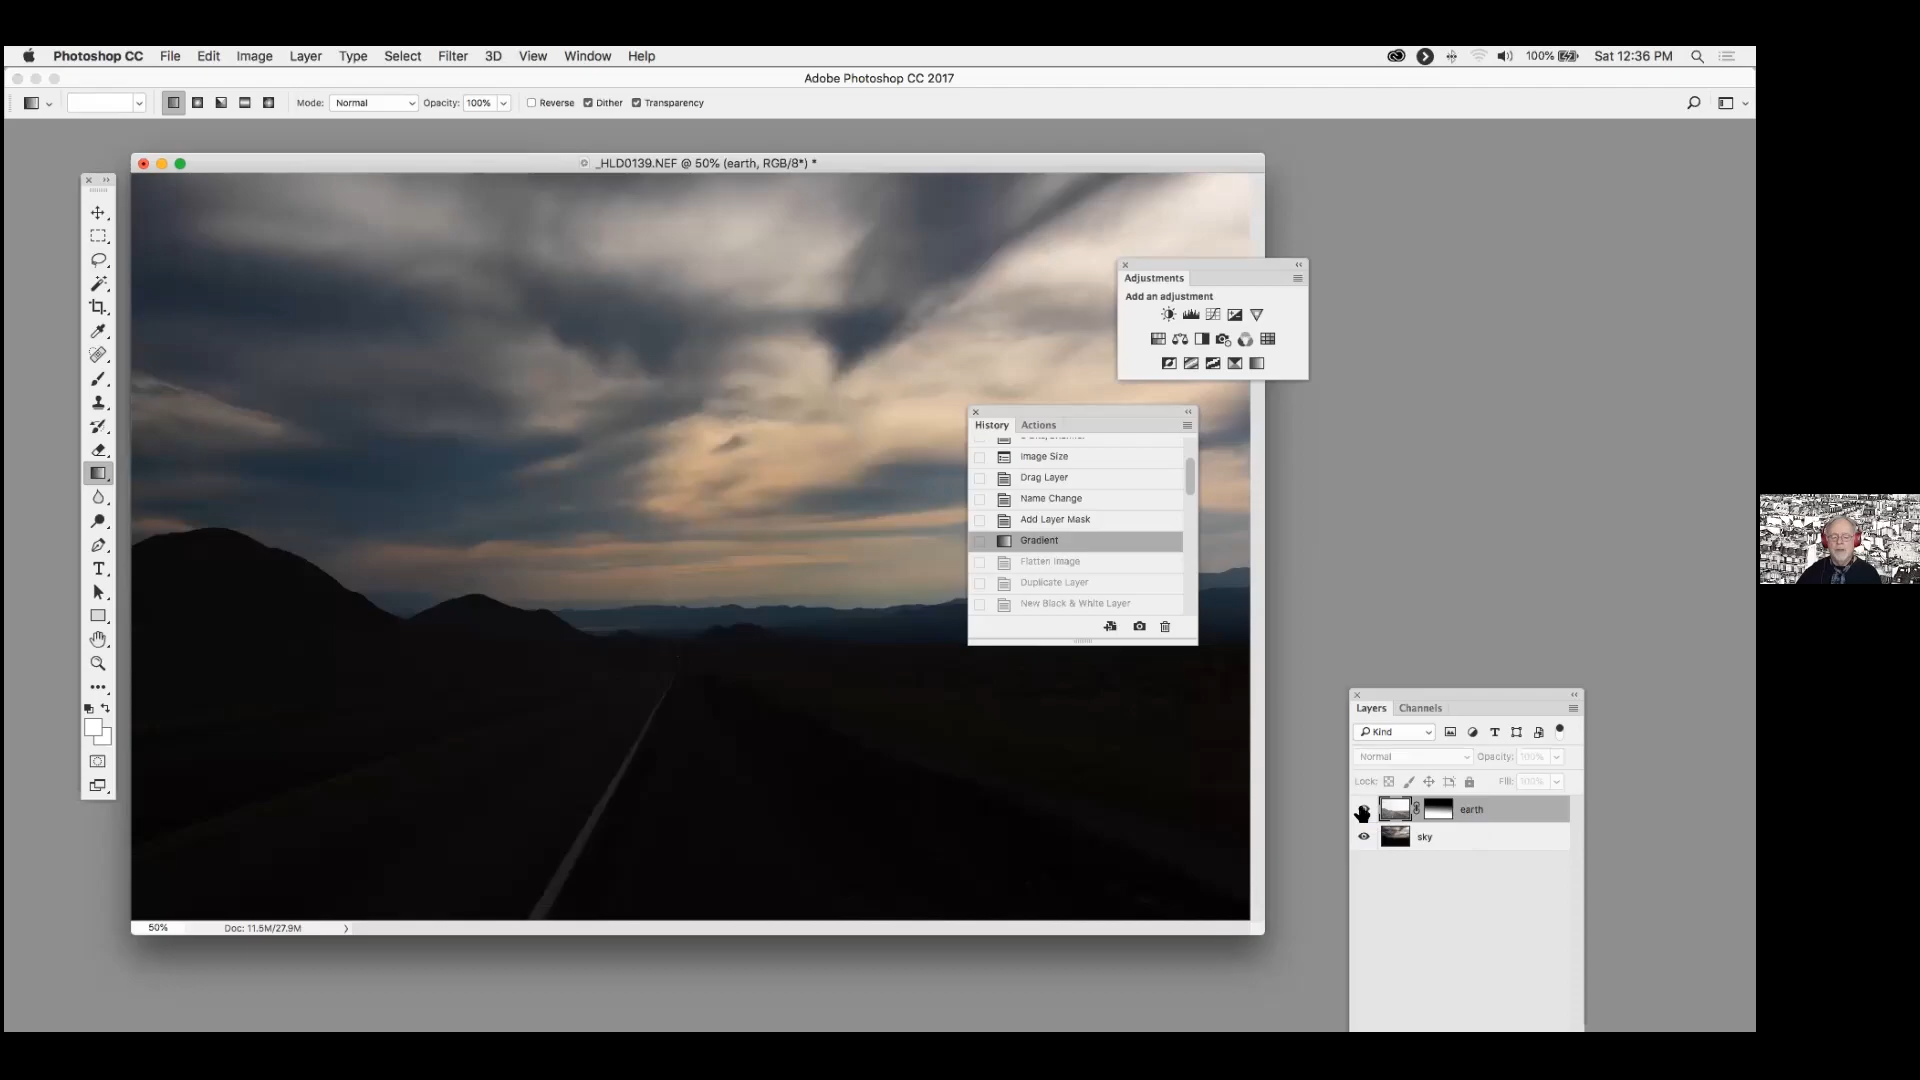 Photoshop CC File Edit Image Layer Type Select Filter 3D View Window Help 100% Sat 12:36 PM
Adobe Photoshop CC 2017
Mode: Normal Opacity: 100% Reverse Dither Transparency
_HLD0139.NEF @ 50% (earth, RGB/8*) *
Adjustments
Add an adjustment
History Actions
Image Size
Drag Layer
Name Change
Add Layer Mask
Gradient
Flatten Image
Duplicate Layer
New Black & White Layer
Layers Channels
Kind
Normal Opacity: 100%
Lock: Fill: 100%
earth
sky
50% Doc: 11.5M/27.9M